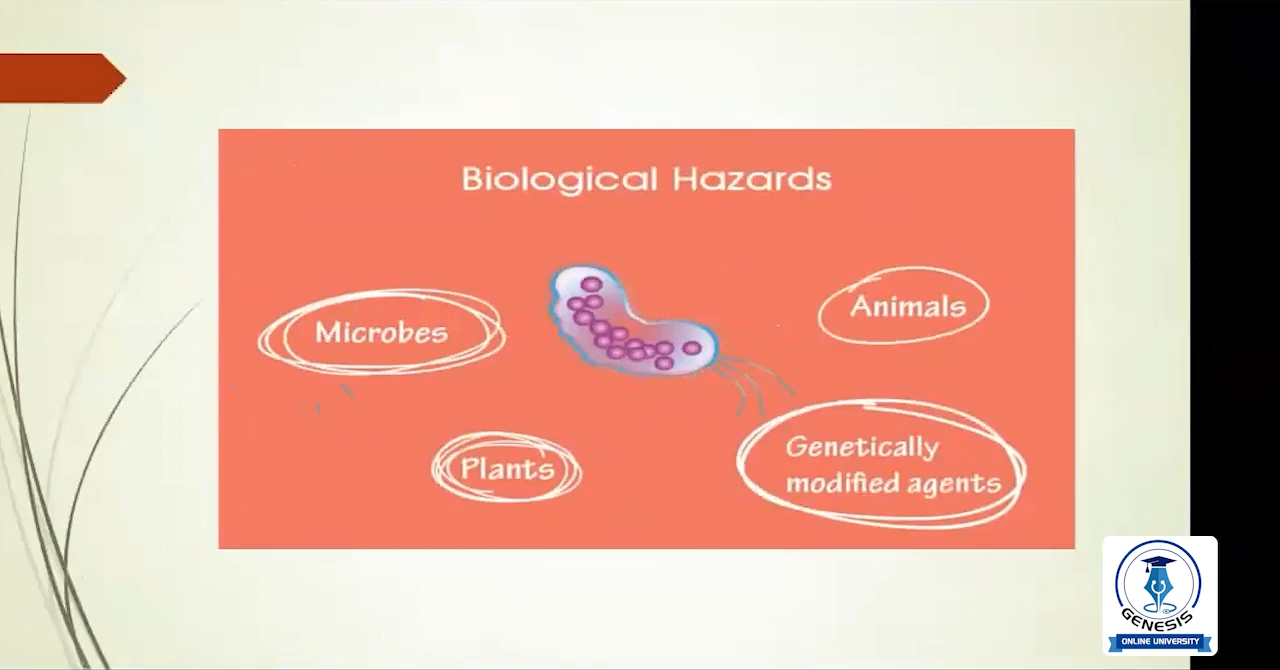 Biological Hazards
Microbes
Animals
Plants
Genetically
modified agents
GENESIS
ONLINE UNIVERSITY